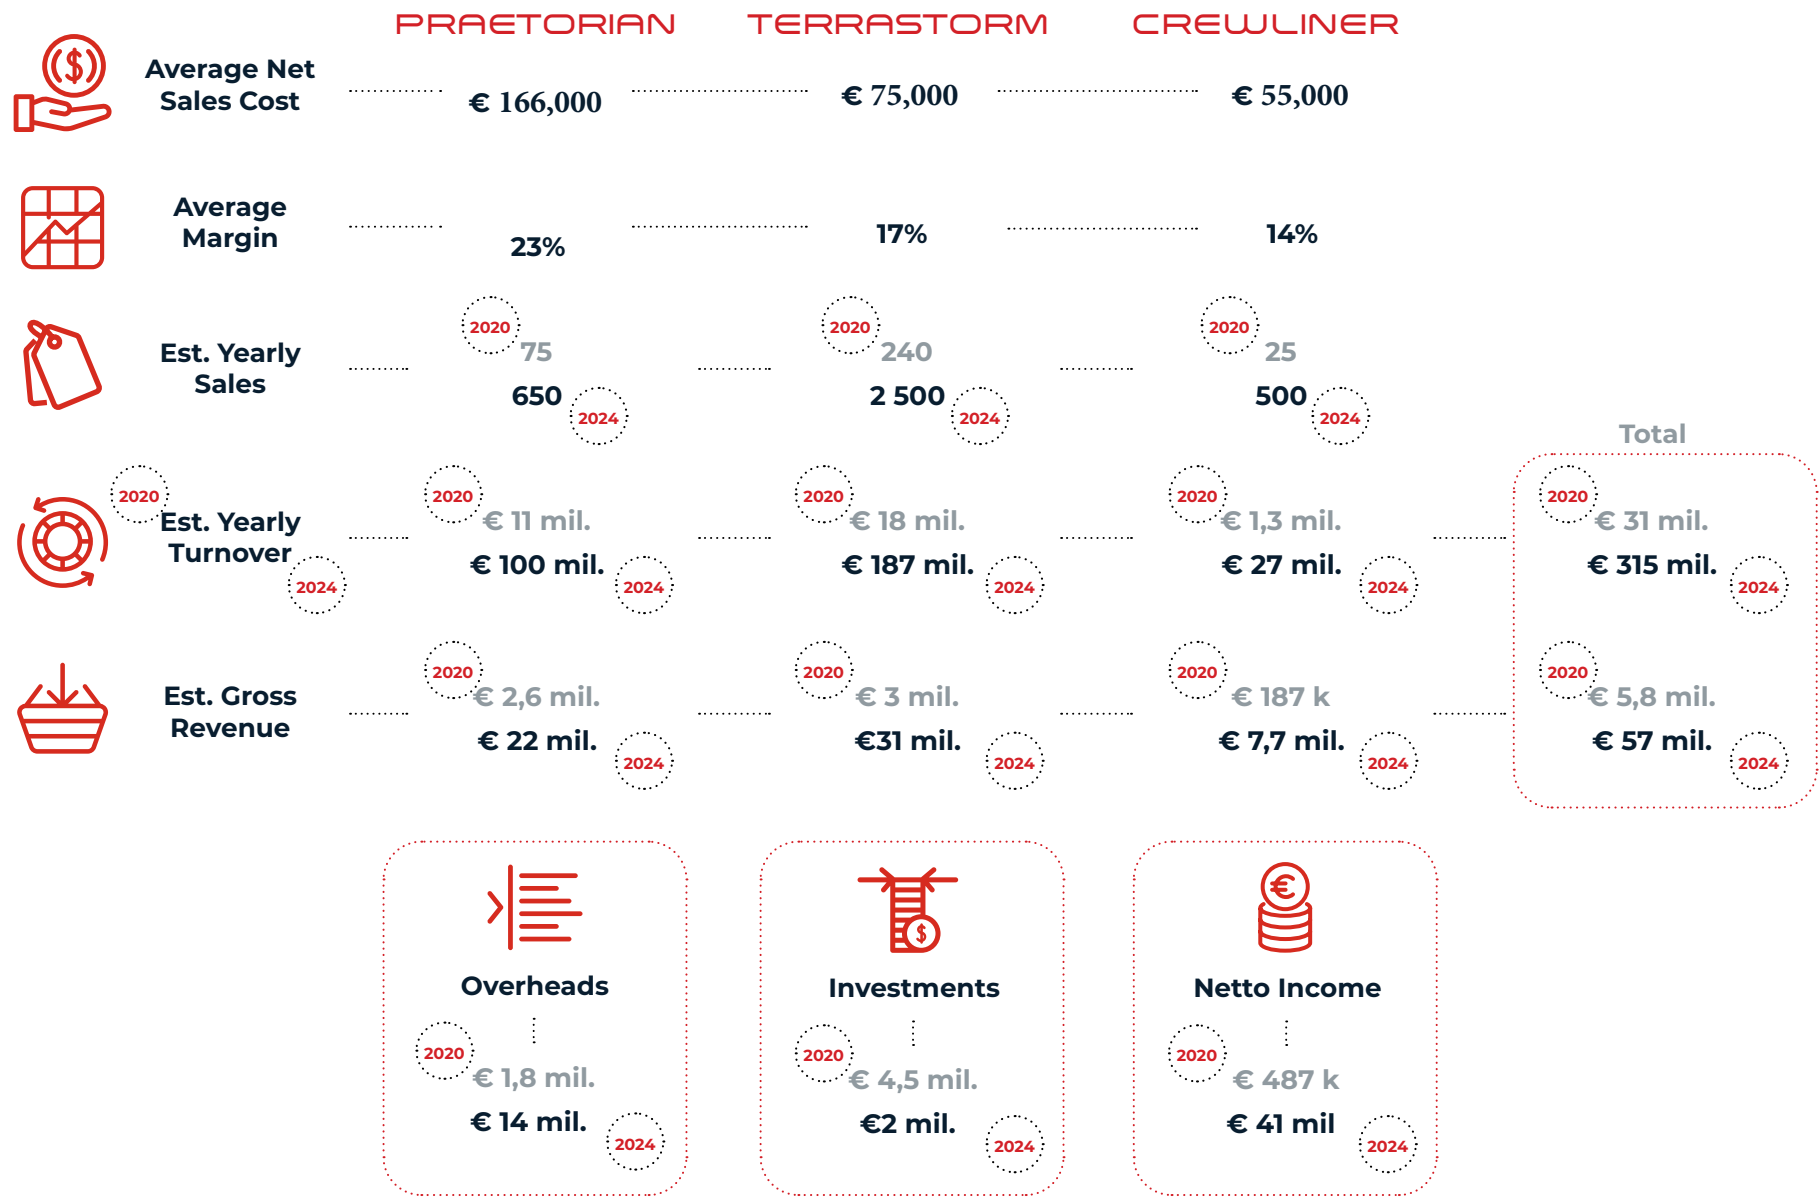 PRAETORIAN TERRASTORM CREWLINER
Average Net
Sales Cost
€ 166,000 € 75,000 € 55,000
Average
Margin
23% 17% 14%
Est. Yearly
Sales
2020 2020 2020
75 240 25
650 2 500 500
2024 2024 2024
Total
2020 2020 2020 2020 2020
Est. Yearly
Turnover
€ 11 mil. € 18 mil. € 1,3 mil. € 31 mil.
€ 100 mil. € 187 mil. € 27 mil. € 315 mil.
2024 2024 2024 2024 2024
Est. Gross
Revenue
2020 2020 2020 2020
€ 2,6 mil. € 3 mil. € 187 k € 5,8 mil.
€ 22 mil. €31 mil. € 7,7 mil. € 57 mil.
2024 2024 2024 2024
Overheads Investments Netto Income
2020 2020 2020
€ 1,8 mil. € 4,5 mil. € 487 k
€ 14 mil. €2 mil. € 41 mil
2024 2024 2024